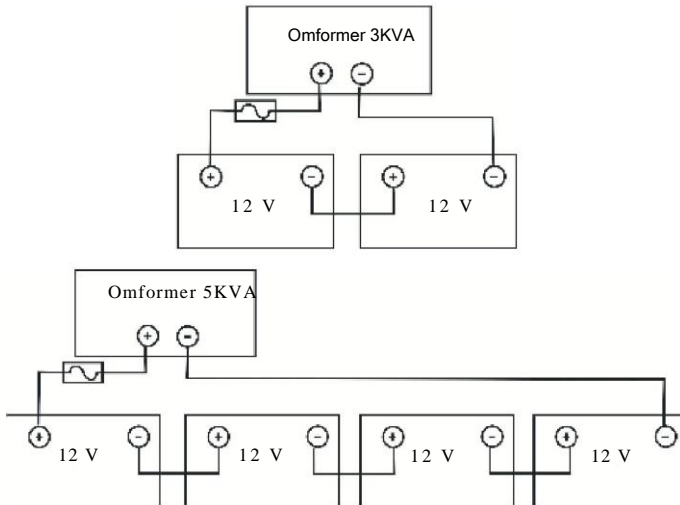 Omformer 3KVA
+ −
+ − + −
12 V 12 V
Omformer 5KVA
+ −
+ − + − + − + −
12 V 12 V 12 V 12 V